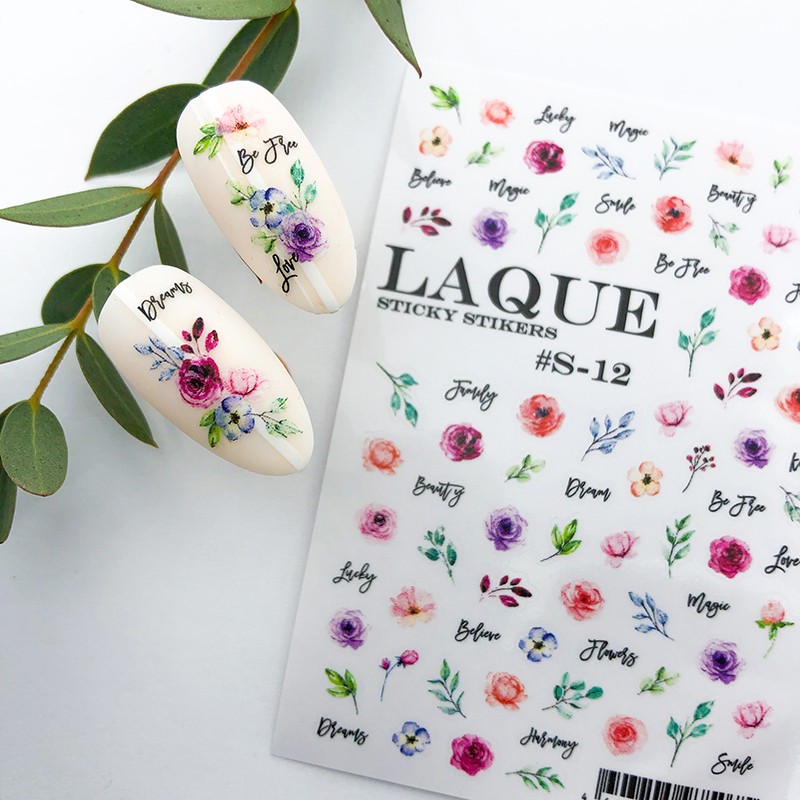 Be Free
Love
Dreams
Lucky
Magic
Believe
Magic
Smile
Beauty
Be Free
LAQUE
STICKY STIKERS
#S-12
Family
Beauty
Dream
Be Free
Love
Lucky
Magic
Believe
Flowers
Dreams
Harmony
Smile